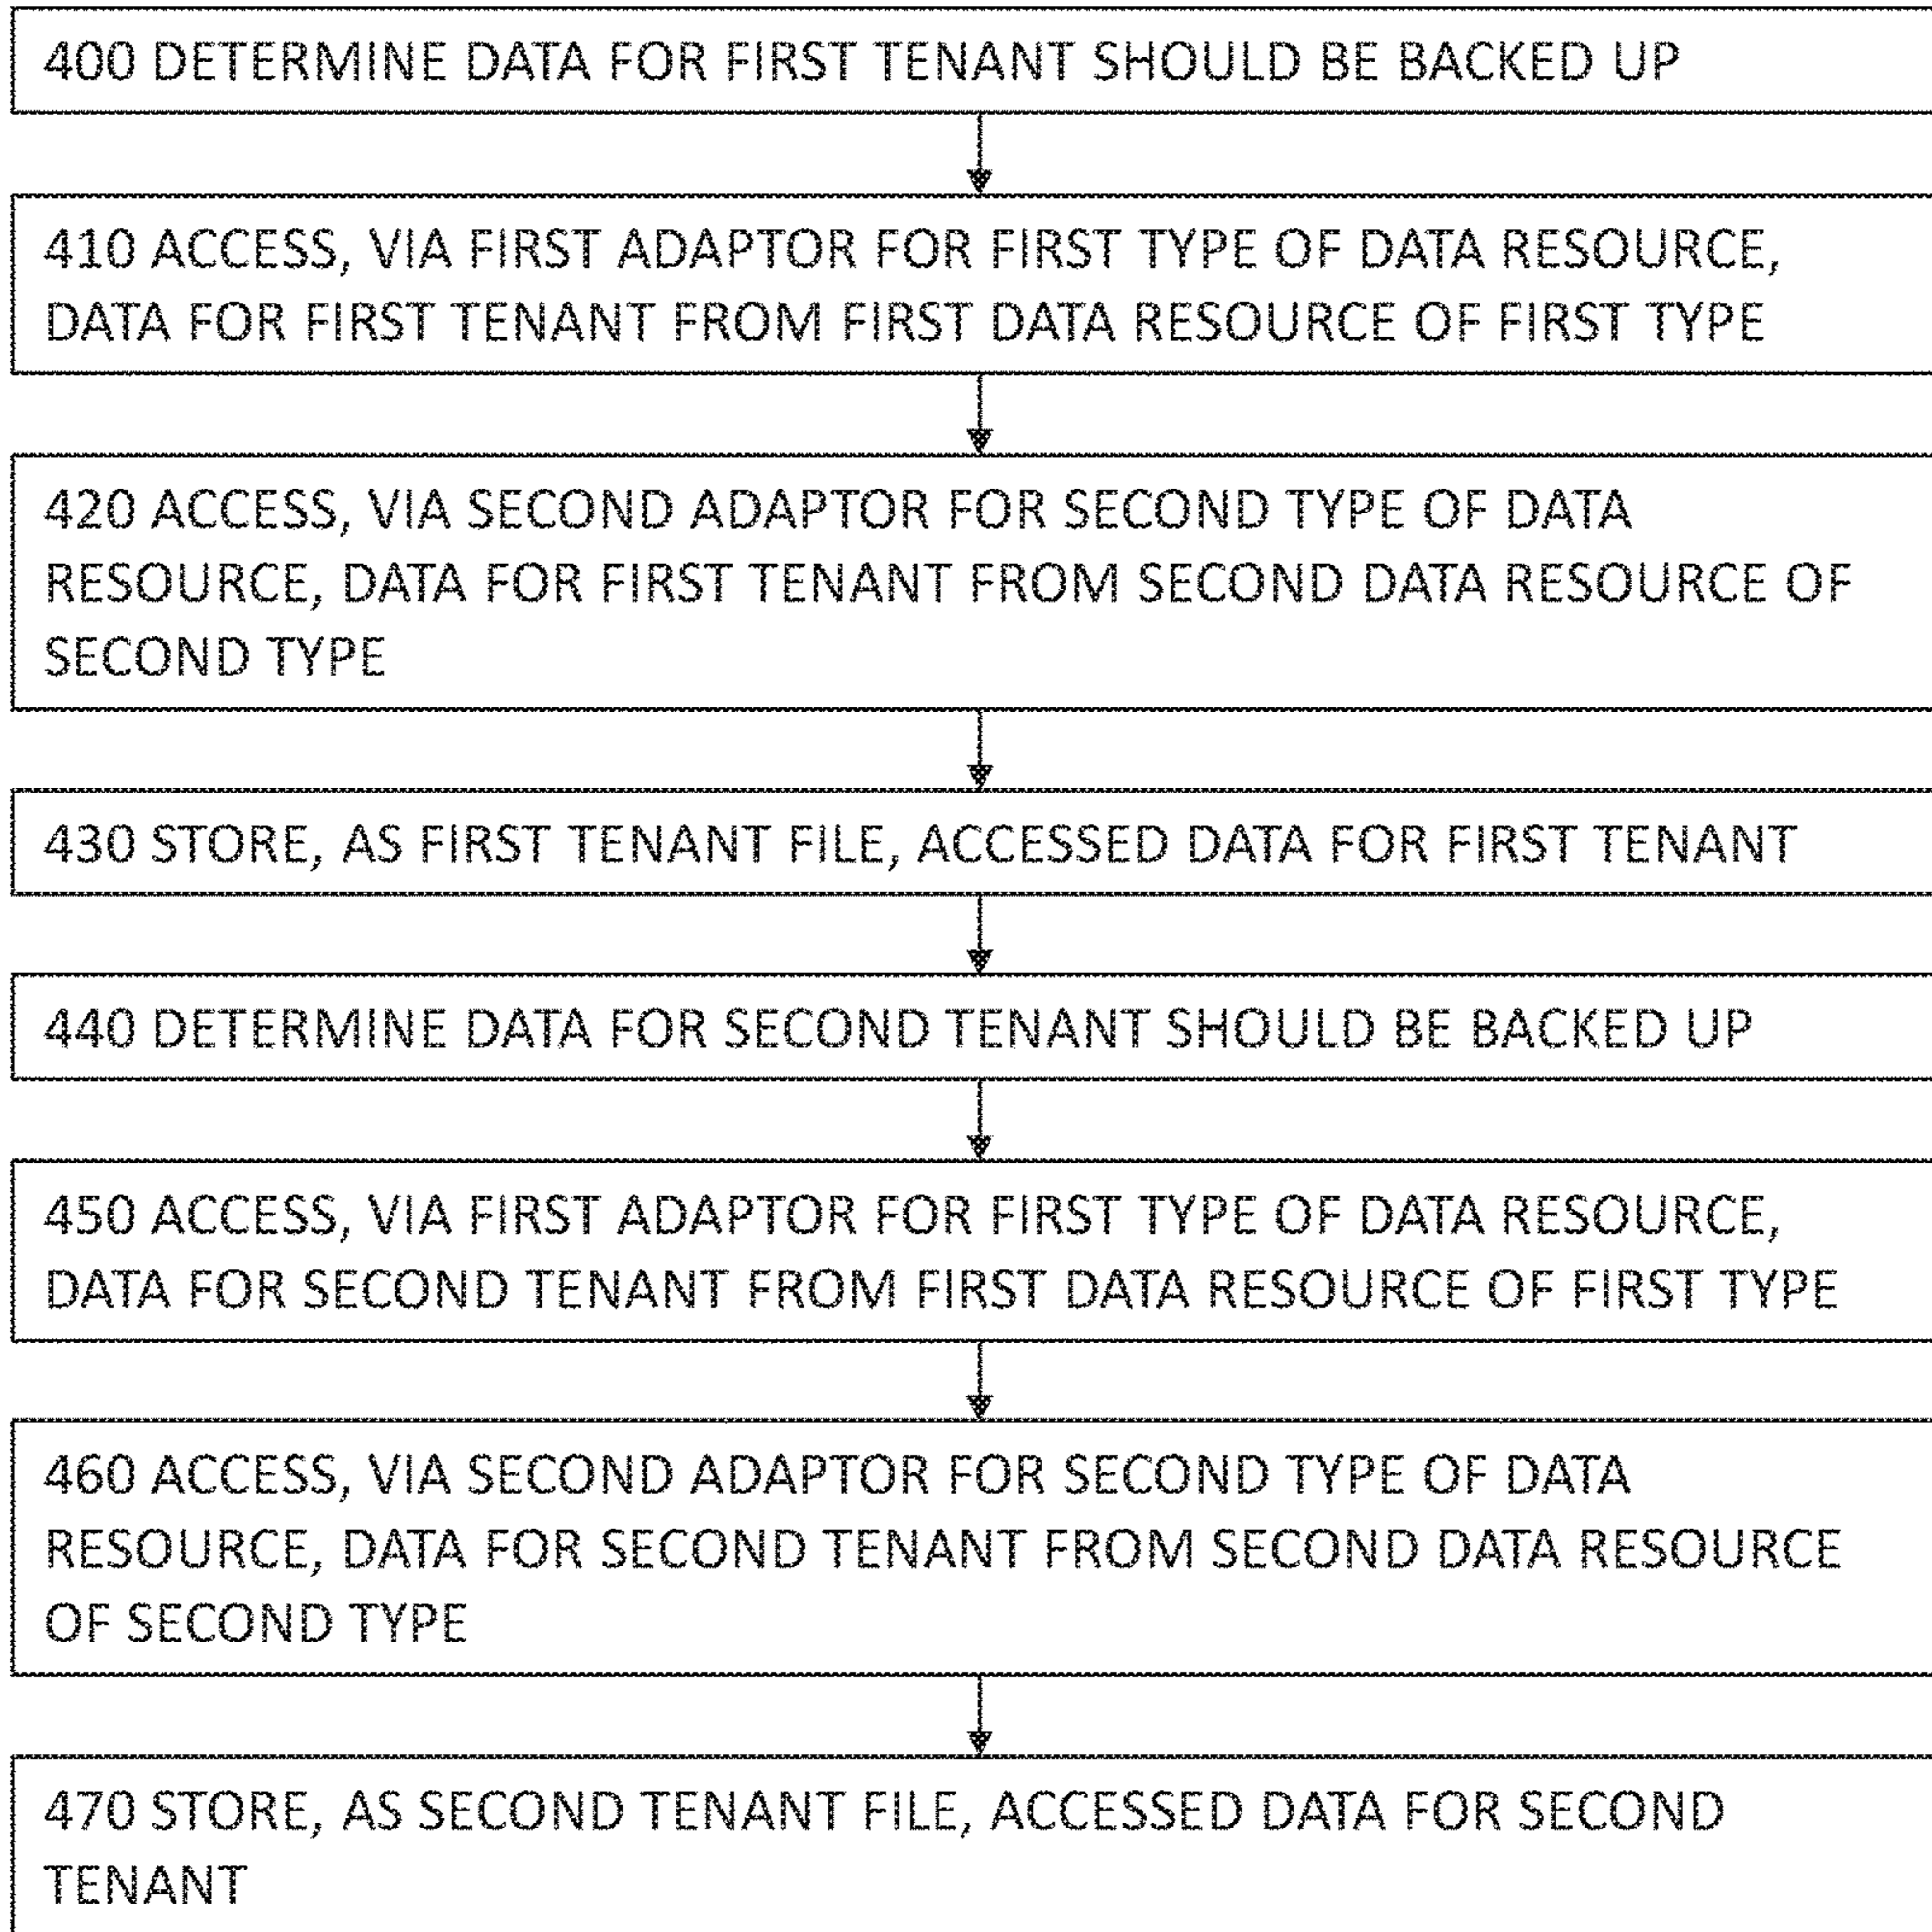 400 DETERMINE DATA FOR FIRST TENANT SHOULD BE BACKED UP
410 ACCESS, VIA FIRST ADAPTOR FOR FIRST TYPE OF DATA RESOURCE,
DATA FOR FIRST TENANT FROM FIRST DATA RESOURCE OF FIRST TYPE
420 ACCESS, VIA SECOND ADAPTOR FOR SECOND TYPE OF DATA
RESOURCE, DATA FOR FIRST TENANT FROM SECOND DATA RESOURCE OF
SECOND TYPE
430 STORE, AS FIRST TENANT FILE, ACCESSED DATA FOR FIRST TENANT
440 DETERMINE DATA FOR SECOND TENANT SHOULD BE BACKED UP
450 ACCESS, VIA FIRST ADAPTOR FOR FIRST TYPE OF DATA RESOURCE,
DATA FOR SECOND TENANT FROM FIRST DATA RESOURCE OF FIRST TYPE
460 ACCESS, VIA SECOND ADAPTOR FOR SECOND TYPE OF DATA
RESOURCE, DATA FOR SECOND TENANT FROM SECOND DATA RESOURCE
OF SECOND TYPE
470 STORE, AS SECOND TENANT FILE, ACCESSED DATA FOR SECOND
TENANT